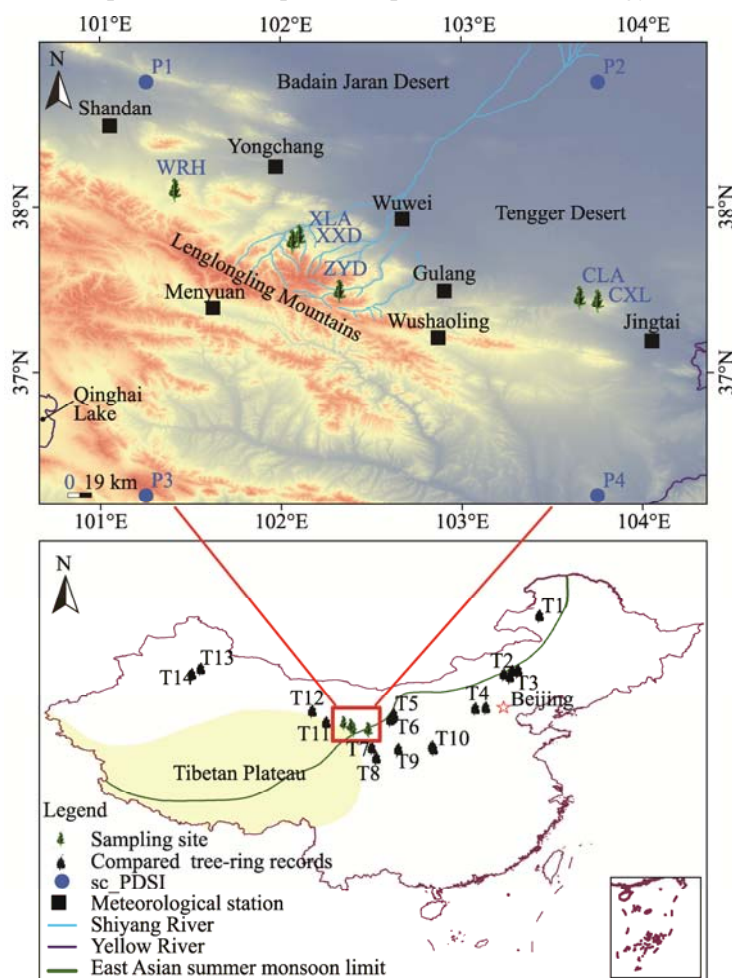 101°E 102°E 103°E 104°E
N
P1
P2
Badain Jaran Desert
Shandan
Yongchang
WRH
38°N
38°N
Wuwei
XLA
XXD
Tengger Desert
ZYD
Lenglongling Mountains
Gulang
CLA
CXL
Menyuan
Wushaoling
Jingtai
37°N
37°N
Qinghai
Lake
0 19 km
P3
P4
101°E 102°E 103°E 104°E
N
T1
T13
T14
T2
T3
T12
T5
T4
Beijing
T11
T6
T7
T10
T9
T8
Tibetan Plateau
Legend
Sampling site
Compared tree-ring records
sc_PDSI
Meteorological station
Shiyang River
Yellow River
East Asian summer monsoon limit